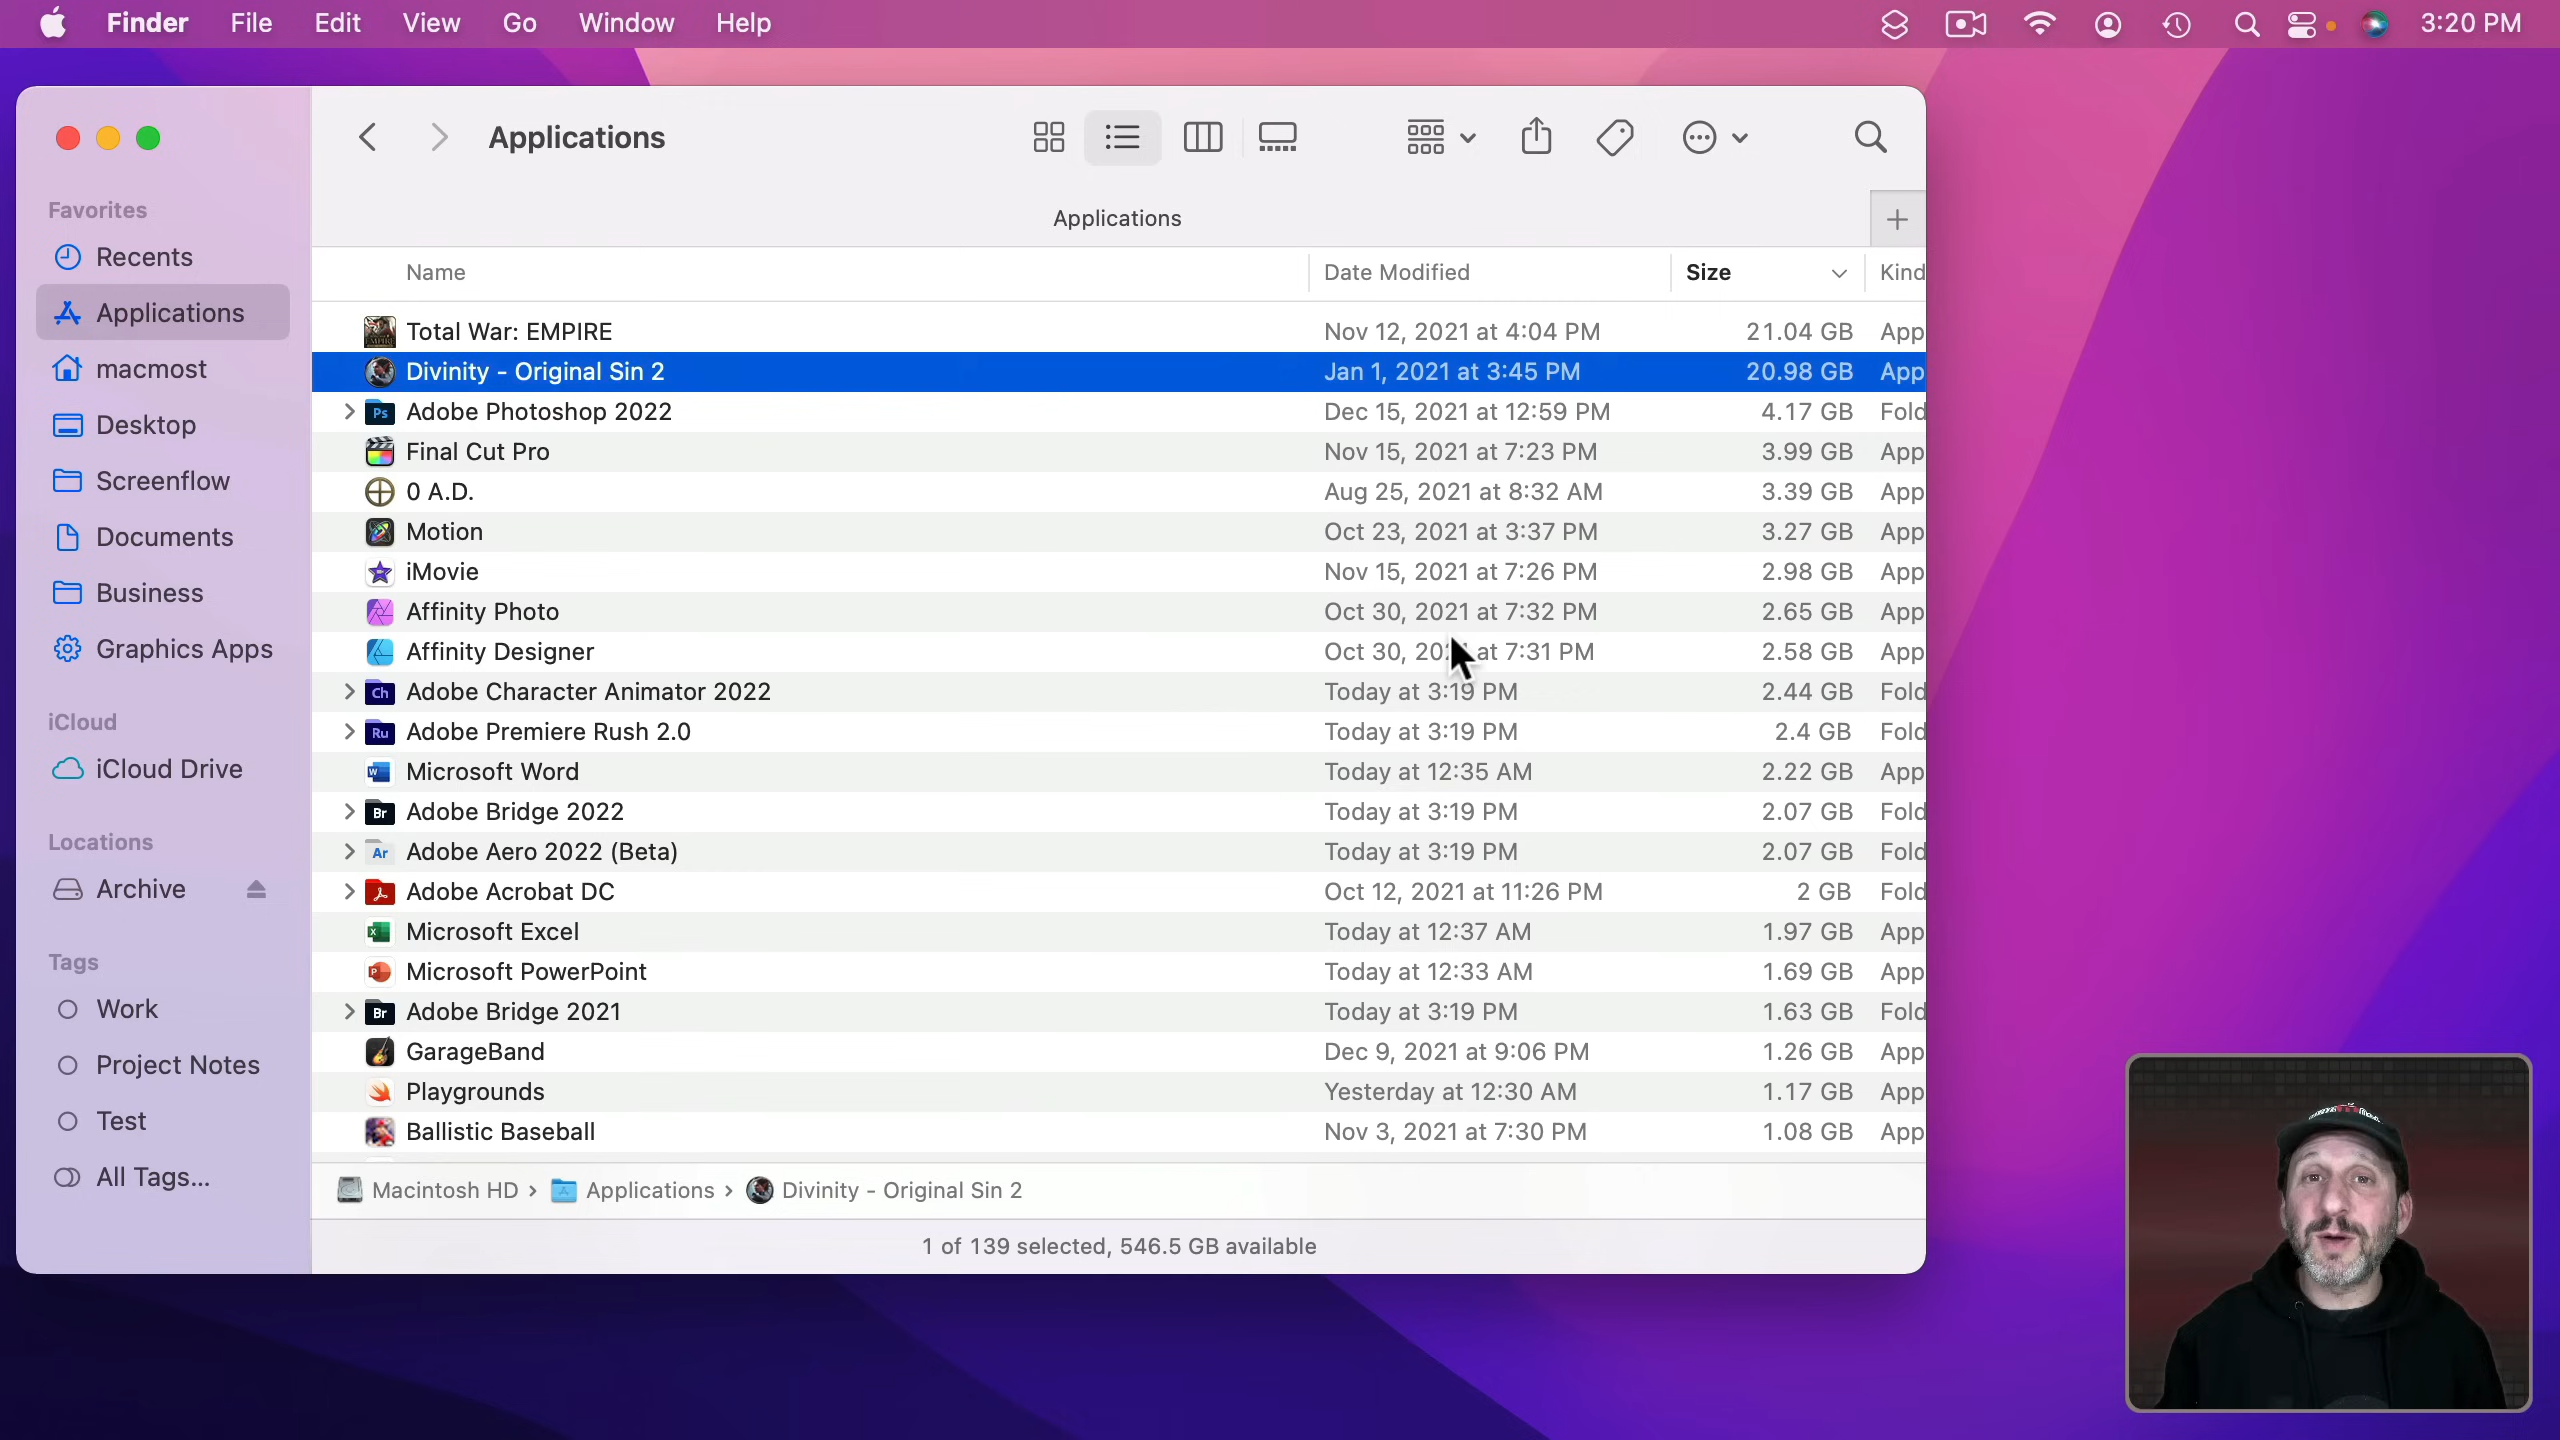 Finder File Edit View Go Window Help 3:20 PM
Applications
Favorites
Recents
Applications
macmost
Desktop
Screenflow
Documents
Business
Graphics Apps
iCloud
iCloud Drive
Locations
Archive
Tags
Work
Project Notes
Test
All Tags...
Applications
Name Date Modified Size Kind
Total War: EMPIRE Nov 12, 2021 at 4:04 PM 21.04 GB App
Divinity - Original Sin 2 Jan 1, 2021 at 3:45 PM 20.98 GB App
Ps Adobe Photoshop 2022 Dec 15, 2021 at 12:59 PM 4.17 GB Fold
Final Cut Pro Nov 15, 2021 at 7:23 PM 3.99 GB App
0 A.D. Aug 25, 2021 at 8:32 AM 3.39 GB App
Motion Oct 23, 2021 at 3:37 PM 3.27 GB App
iMovie Nov 15, 2021 at 7:26 PM 2.98 GB App
Affinity Photo Oct 30, 2021 at 7:32 PM 2.65 GB App
Affinity Designer Oct 30, 2021 at 7:31 PM 2.58 GB App
Ch Adobe Character Animator 2022 Today at 3:19 PM 2.44 GB Fold
Ru Adobe Premiere Rush 2.0 Today at 3:19 PM 2.4 GB Fold
W Microsoft Word Today at 12:35 AM 2.22 GB App
Br Adobe Bridge 2022 Today at 3:19 PM 2.07 GB Fold
Ar Adobe Aero 2022 (Beta) Today at 3:19 PM 2.07 GB Fold
Adobe Acrobat DC Oct 12, 2021 at 11:26 PM 2 GB Fold
X Microsoft Excel Today at 12:37 AM 1.97 GB App
P Microsoft PowerPoint Today at 12:33 AM 1.69 GB App
Br Adobe Bridge 2021 Today at 3:19 PM 1.63 GB Fold
GarageBand Dec 9, 2021 at 9:06 PM 1.26 GB App
Playgrounds Yesterday at 12:30 AM 1.17 GB App
Ballistic Baseball Nov 3, 2021 at 7:30 PM 1.08 GB App
Macintosh HD › Applications › Divinity - Original Sin 2
1 of 139 selected, 546.5 GB available